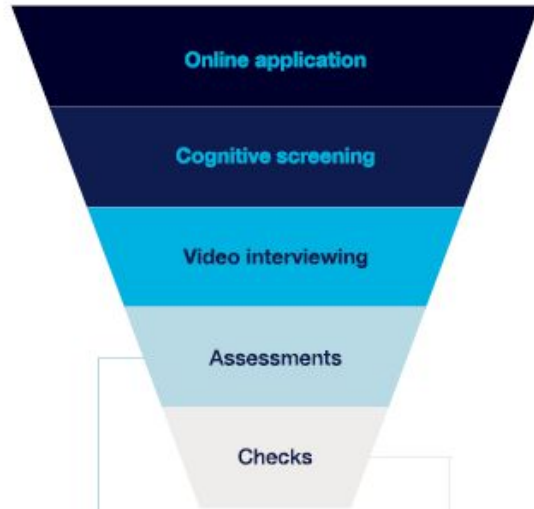 Online application
Cognitive screening
Video interviewing
Assessments
Checks